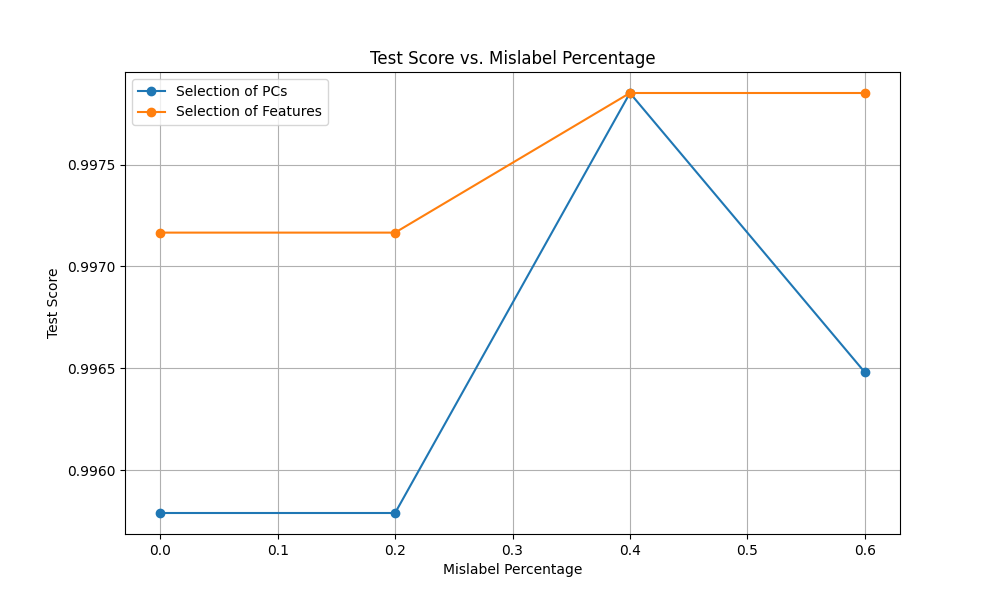 Test Score vs. Mislabel Percentage
Selection of PCs
Selection of Features
0.9975
0.9970
0.9965
0.9960
Test Score
0.0 0.1 0.2 0.3 0.4 0.5 0.6
Mislabel Percentage